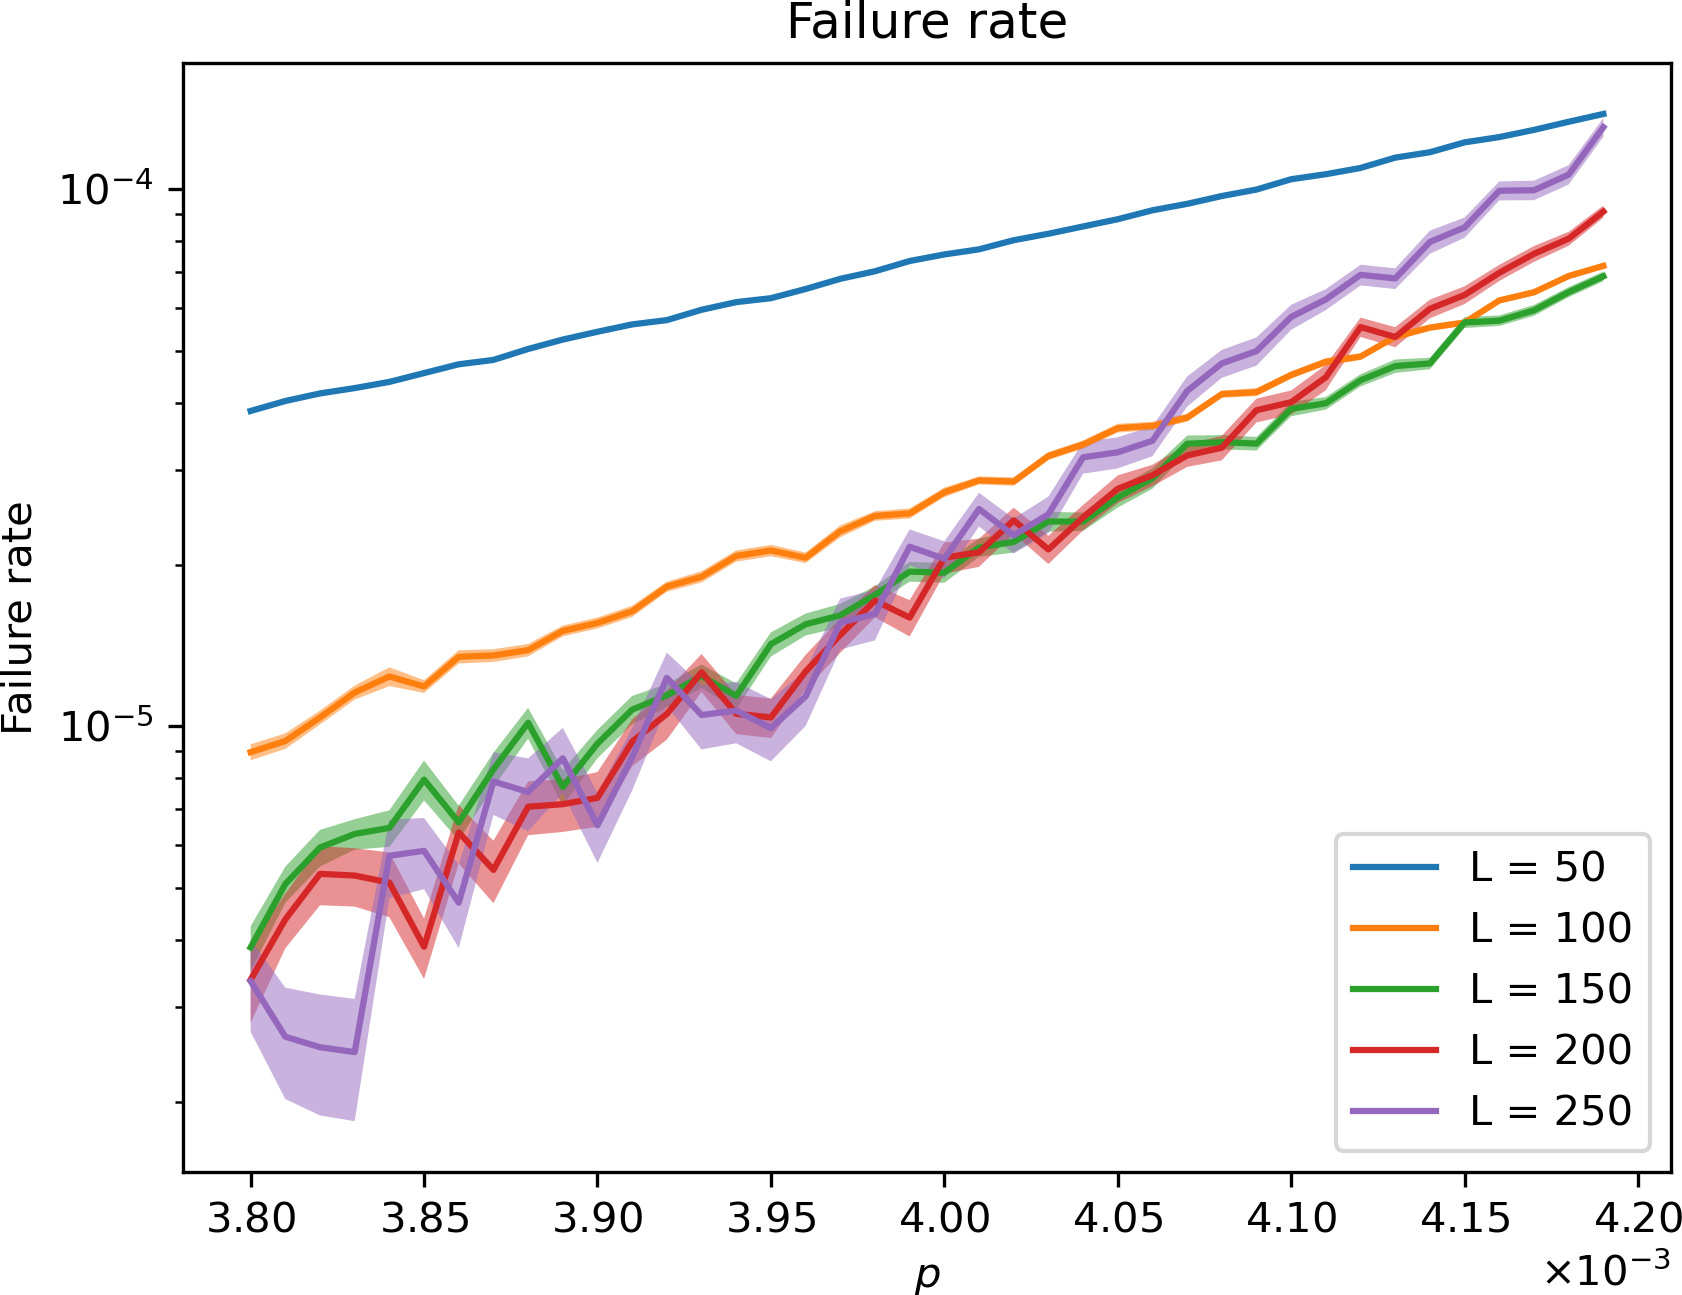 Failure rate
Failure rate
10⁻⁴
10⁻⁵
L = 50
L = 100
L = 150
L = 200
L = 250
3.80 3.85 3.90 3.95 4.00 4.05 4.10 4.15 4.20
p
×10⁻³